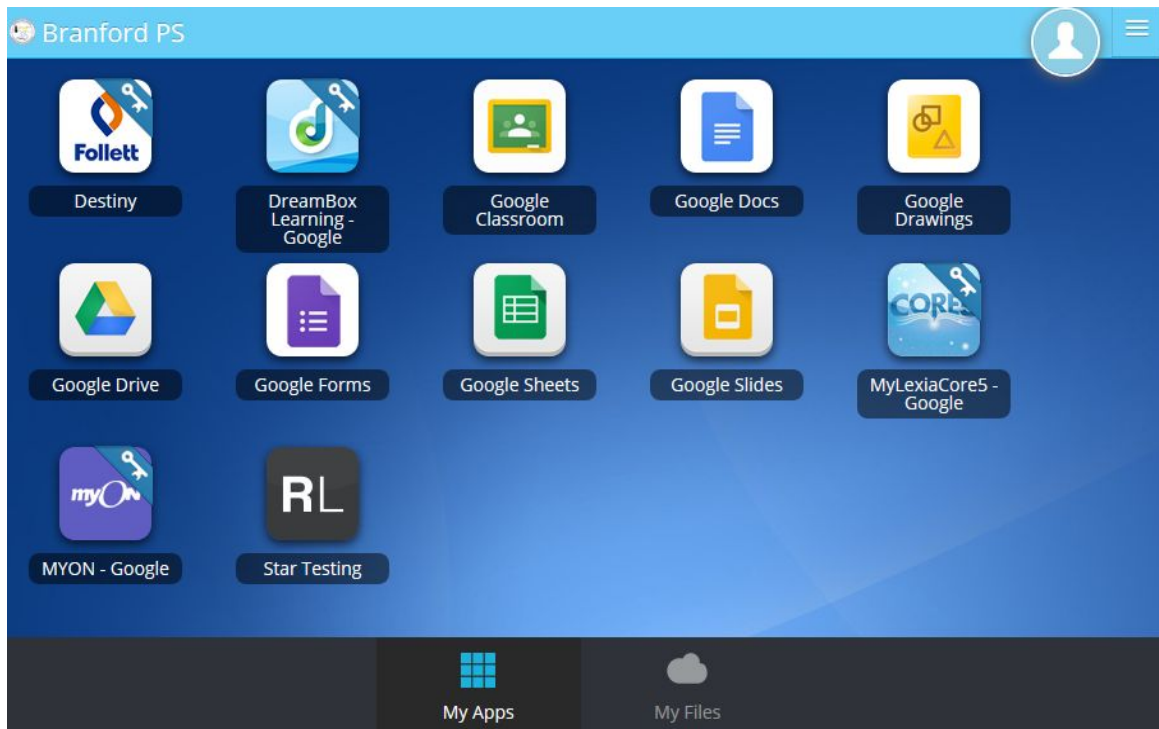 Branford PS
Follett
Destiny
DreamBox
Learning -
Google
Google
Classroom
Google Docs
Google
Drawings
CORE5
Google Drive
Google Forms
Google Sheets
Google Slides
MyLexiaCore5 -
Google
myON
RL
MYON - Google
Star Testing
My Apps
My Files